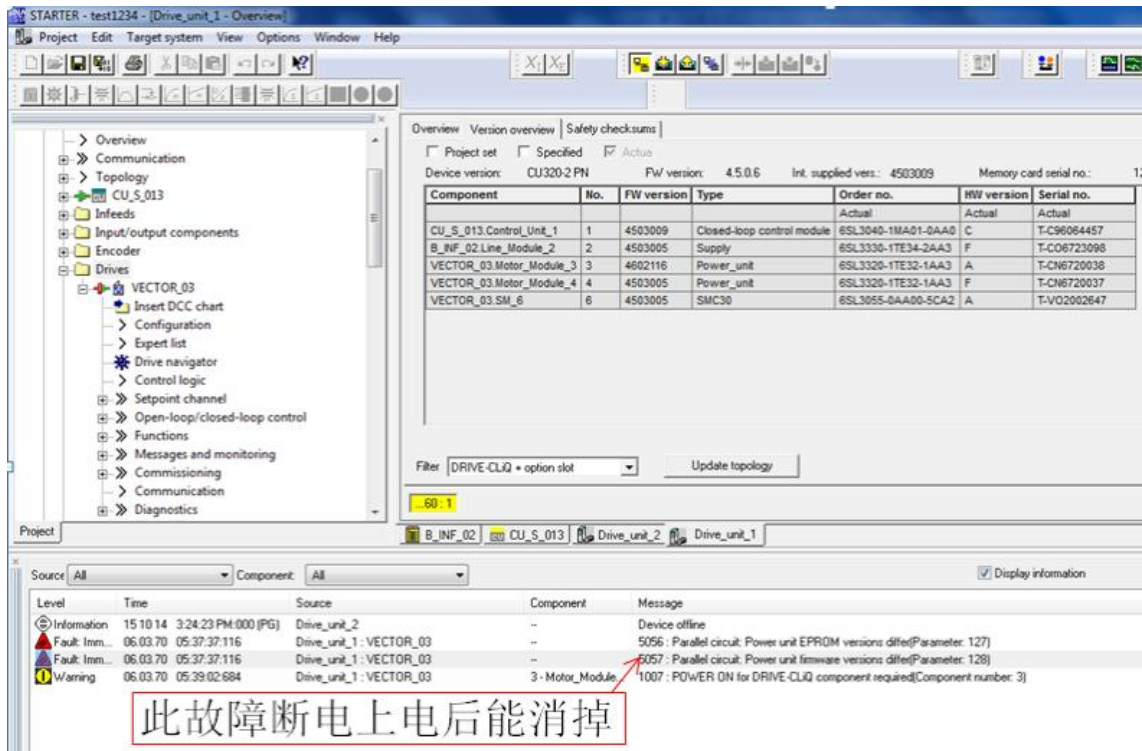 STARTER - test1234 - [Drive_unit_1 - Overview]
Project Edit Target system View Options Window Help
Overview
Communication
Topology
CU_S_013
Infeeds
Input/output components
Encoder
Drives
VECTOR_03
Insert DCC chart
Configuration
Expert list
Drive navigator
Control logic
Setpoint channel
Open-loop/closed-loop control
Functions
Messages and monitoring
Commissioning
Communication
Diagnostics
Project
Overview Version overview Safety checksums
Project set Specified Actua
Device version: CU320-2 PN FW version: 4.5.0.6 Int. supplied vers.: 4503009 Memory card serial no.: 12
Component No. FW version Type Order no. HW version Serial no.
Actual Actual Actual
CU_S_013.Control_Unit_1 1 4503009 Closed-loop control module 6SL3040-1MA01-0AA0 C T-C96064457
B_INF_02.Line_Module_2 2 4503005 Supply 6SL3330-1TE34-2AA3 F T-CO6723098
VECTOR_03.Motor_Module_3 3 4602116 Power_unit 6SL3320-1TE32-1AA3 A T-CN6720038
VECTOR_03.Motor_Module_4 4 4503005 Power_unit 6SL3320-1TE32-1AA3 F T-CN6720037
VECTOR_03.SM_6 6 4503005 SMC30 6SL3055-0AA00-5CA2 A T-VO2002647
Filter DRIVE-CLiQ + option slot Update topology
...60 : 1
B_INF_02 CU_S_013 Drive_unit_2 Drive_unit_1
Source All Component: All Display information
Level Time Source Component Message
Information 15 10 14 3:24:23 PM:000 (PG) Drive_unit_2 -- Device offline
Fault: Imm... 06.03.70 05:37:37:116 Drive_unit_1 : VECTOR_03 -- 5056 : Parallel circuit: Power unit EPROM versions differ(Parameter: 127)
Fault: Imm... 06.03.70 05:37:37:116 Drive_unit_1 : VECTOR_03 -- 5057 : Parallel circuit: Power unit firmware versions differ(Parameter: 128)
Warning 06.03.70 05:39:02:684 Drive_unit_1 : VECTOR_03 3 - Motor_Module... 1007 : POWER ON for DRIVE-CLiQ component required(Component number: 3)
此故障断电上电后能消掉